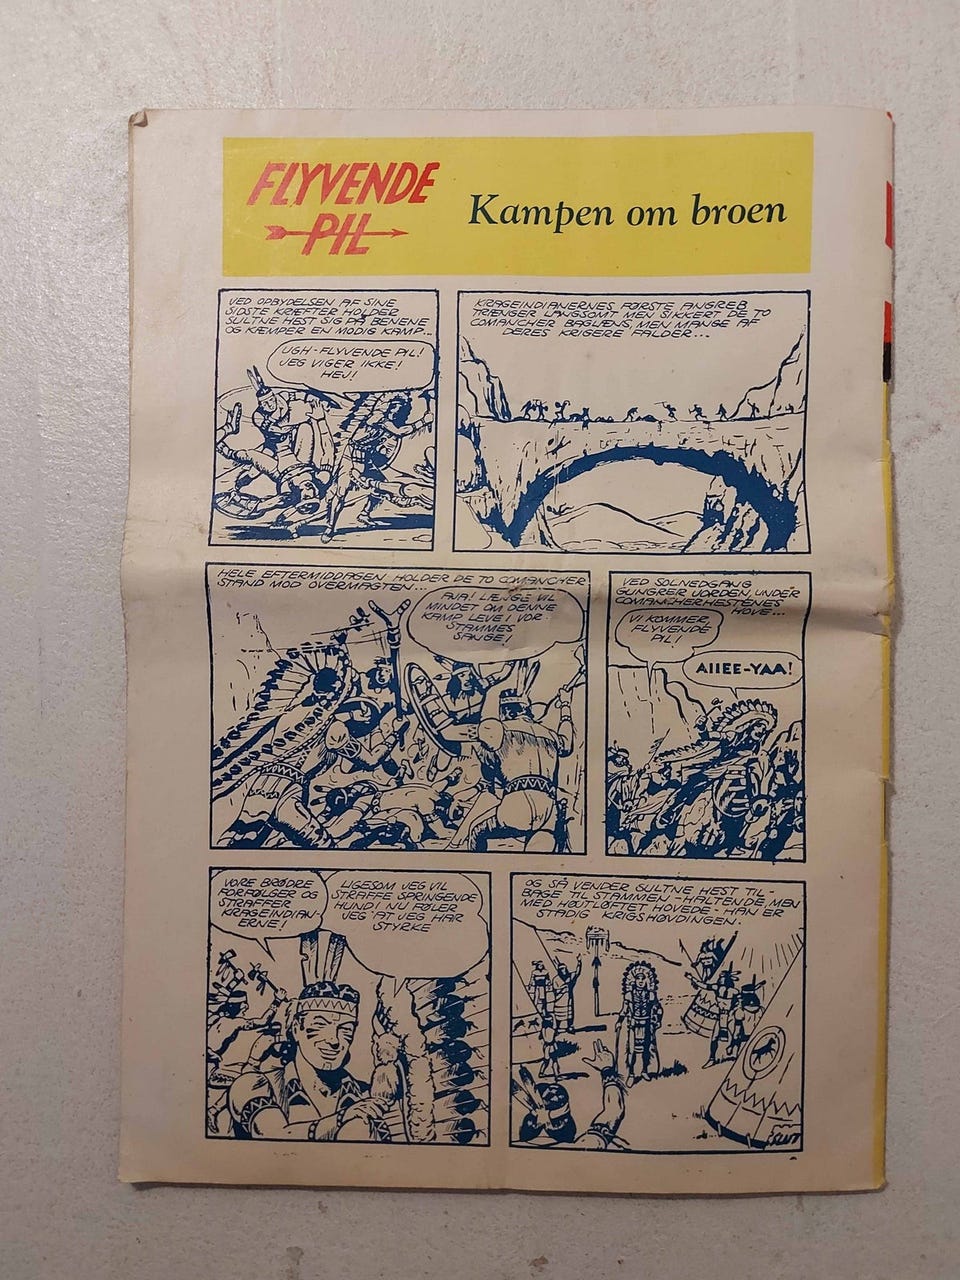 FLYVENDE
PIL
Kampen om broen
VED OPBYDELSEN AF SINE
SIDSTE KRÆFTER HOLDER
SULTNE HEST SIG PÅ BENENE
OG KÆMPER EN MODIG KAMP...
UGH-FLYVENDE PIL!
JEG VIGER IKKE!
HEJ!
KRAGEINDIANERNES FØRSTE ANGREB
TRÆNGER LANGSOMT MEN SIKKERT DE TO
COMANCHER BAGLÆNS, MEN MANGE AF
DERES KRIGERE FALDER...
HELE EFTERMIDDAGEN HOLDER DE TO COMANCHER
STAND MOD OVERMAGTEN...
AJA! LÆNGE VIL
MINDET OM DENNE
KAMP LEVE I VOR
STAMMES
SANGE!
VED SOLNEDGANG
GUNGRER JORDEN, UNDER
COMANCHERHESTENES
HOVE...
VI KOMMER,
FLYVENDE
PIL!
AIIEE-YAA!
VORE BRØDRE
FORFØLGER OG
STRAFFER
KRAGEINDIAN-
ERNE!
LIGESOM JEG VIL
STRAFFE SPRINGENDE
HUND! NU FØLER
JEG AT JEG HAR
STYRKE
OG SÅ VENDER SULTNE HEST TIL-
BAGE TIL STAMMEN - HALTENDE, MEN
MED HØJTLØFTET HOVEDE - HAN ER
STADIG KRIGSHØVDINGEN.